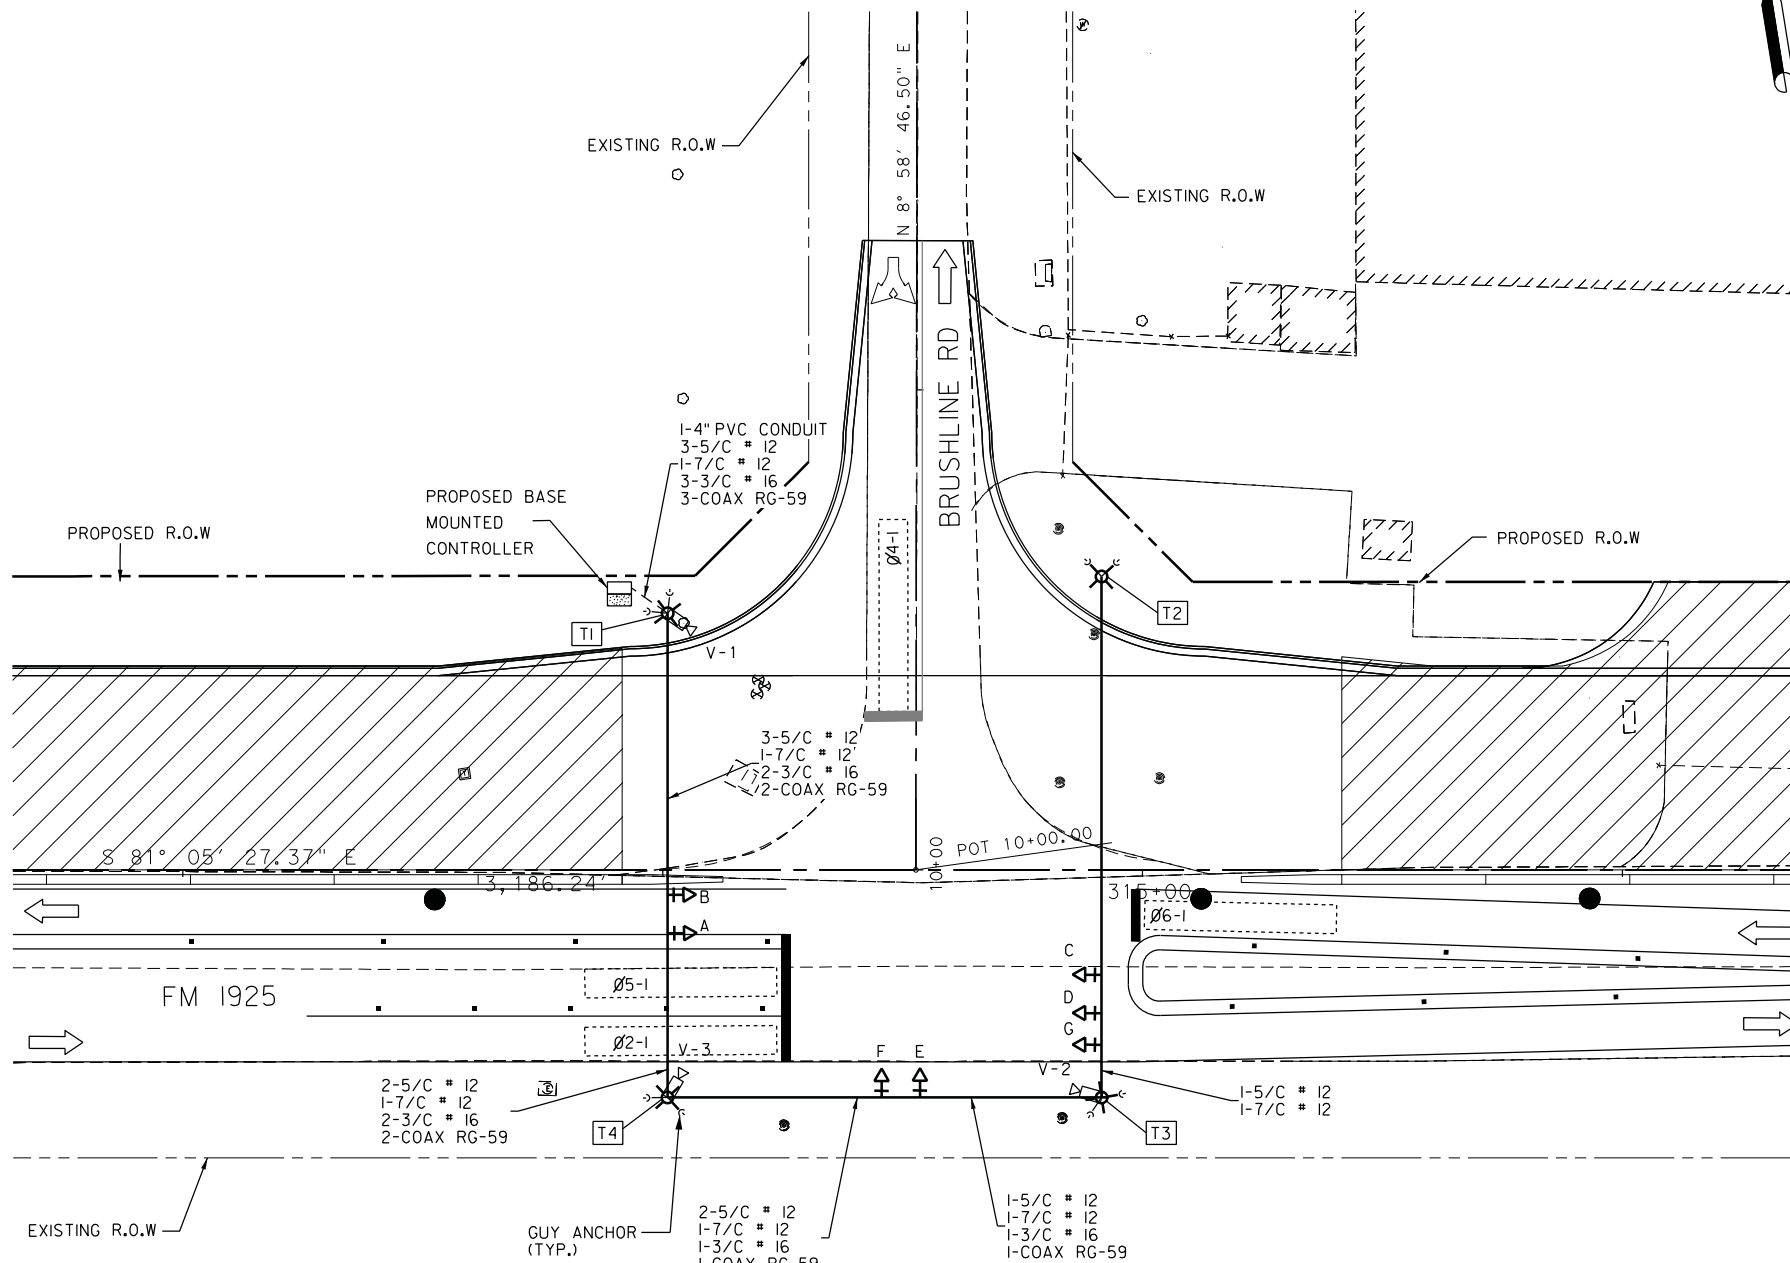 N 8° 58' 46.50" E
EXISTING R.O.W
EXISTING R.O.W
BRUSHLINE RD
1-4" PVC CONDUIT
3-5/C # 12
1-7/C # 12
3-3/C # 16
3-COAX RG-59
PROPOSED BASE
MOUNTED
CONTROLLER
PROPOSED R.O.W
PROPOSED R.O.W
Ø4-1
T1
T2
V-1
3-5/C # 12
1-7/C # 12
2-3/C # 16
2-COAX RG-59
S 81° 05' 27.37" E
3,186.24'
10+00
POT 10+00.00
315+00
B
A
Ø6-1
C
D
G
FM 1925
Ø5-1
Ø2-1
V-3
F
E
V-2
2-5/C # 12
1-7/C # 12
2-3/C # 16
2-COAX RG-59
1-5/C # 12
1-7/C # 12
T4
T3
EXISTING R.O.W
GUY ANCHOR
(TYP.)
2-5/C # 12
1-7/C # 12
1-3/C # 16
1-COAX RG-59
1-5/C # 12
1-7/C # 12
1-3/C # 16
1-COAX RG-59